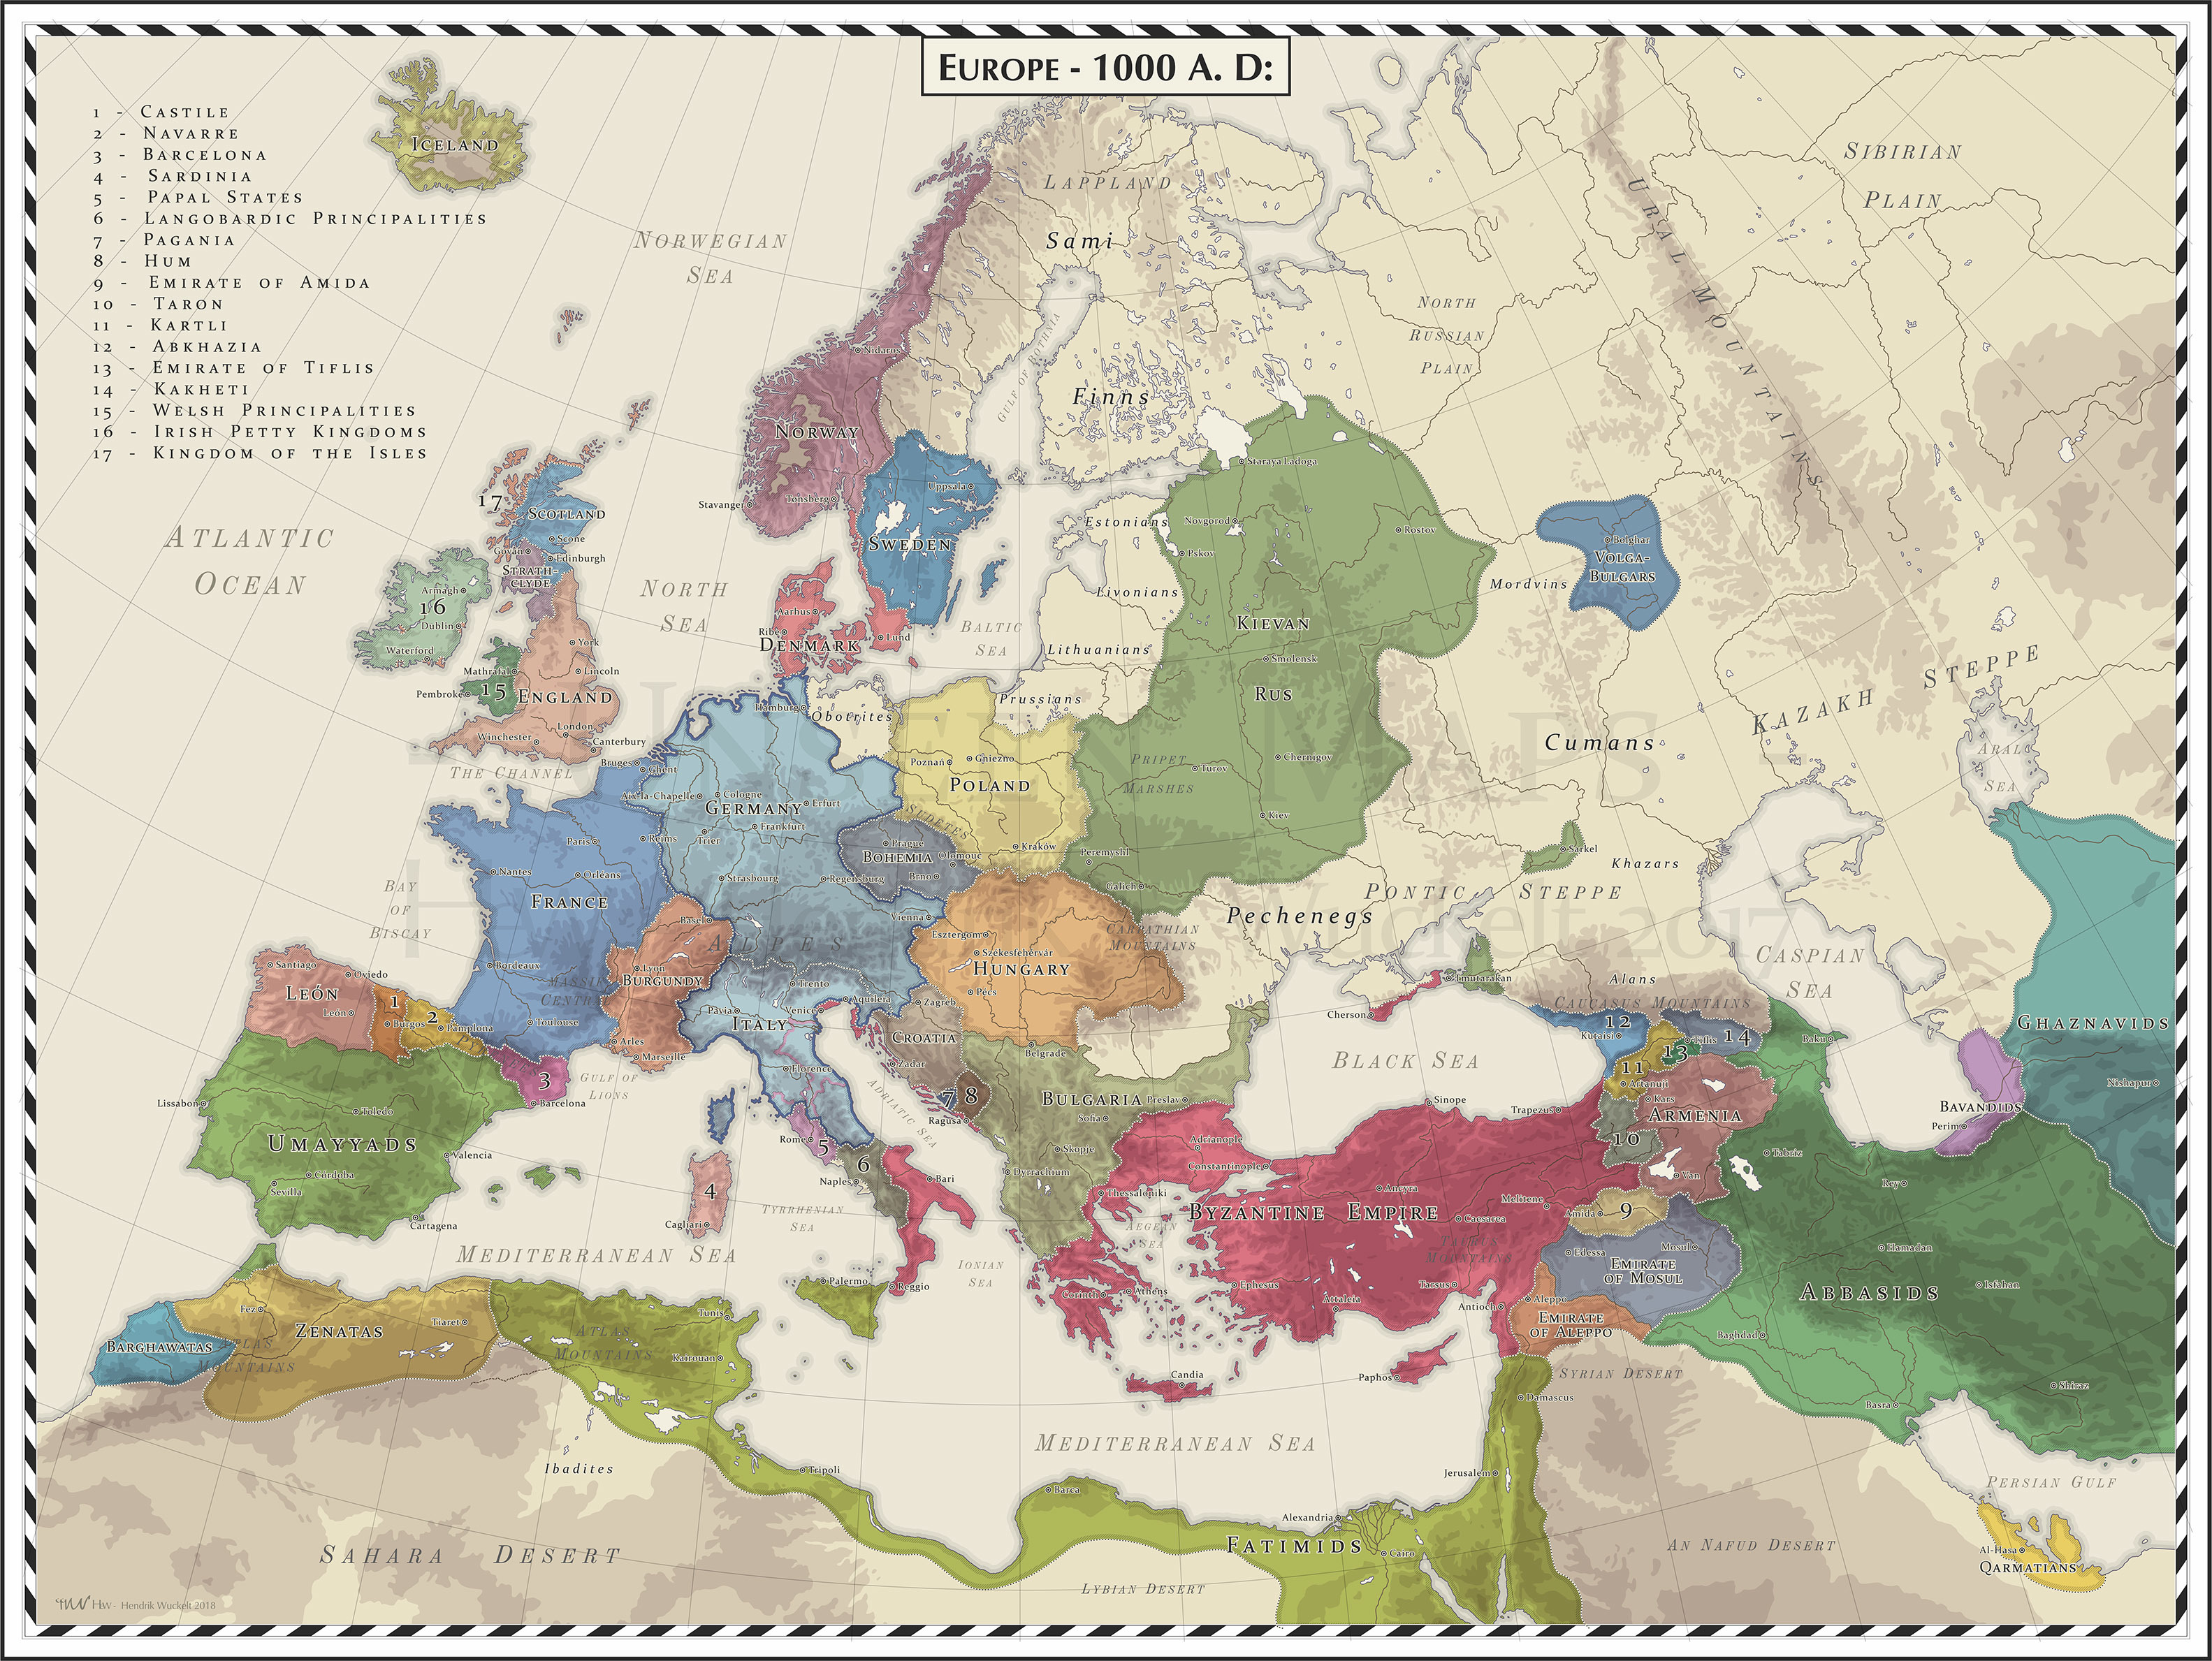 EUROPE - 1000 A. D:
1 - CASTILE
2 - NAVARRE
3 - BARCELONA
4 - SARDINIA
5 - PAPAL STATES
6 - LANGOBARDIC PRINCIPALITIES
7 - PAGANIA
8 - HUM
9 - EMIRATE OF AMIDA
10 - TARON
11 - KARTLI
12 - ABKHAZIA
13 - EMIRATE OF TIFLIS
14 - KAKHETI
15 - WELSH PRINCIPALITIES
16 - IRISH PETTY KINGDOMS
17 - KINGDOM OF THE ISLES
ICELAND
NORWEGIAN
SEA
LAPPLAND
Sami
GULF OF BOTHNIA
Finns
NORTH
RUSSIAN
PLAIN
URAL MOUNTAINS
SIBIRIAN
PLAIN
ATLANTIC
OCEAN
NORTH
SEA
Nidaros
NORWAY
Stavanger
Tønsberg
Uppsala
SWEDEN
BALTIC
SEA
Aarhus
Ribe
DENMARK
Lund
17
SCOTLAND
Scone
Govan
Edinburgh
STRATH-
CLYDE
Armagh
16
Dublin
Waterford
York
Mathrafal
Lincoln
Pembroke
15
ENGLAND
London
Winchester
Canterbury
THE CHANNEL
Estonians
Livonians
Lithuanians
Prussians
Obotrites
Staraya Ladoga
Novgorod
Rostov
Pskov
KIEVAN
RUS
Smolensk
PRIPET
MARSHES
Turov
Chernigov
Kiev
Peremyshl
Galich
Bolghar
VOLGA-
BULGARS
Mordvins
Cumans
KAZAKH STEPPE
ARAL
SEA
Sarkel
Khazars
PONTIC STEPPE
Pechenegs
Hamburg
Bruges
Ghent
Aix-la-Chapelle
Cologne
GERMANY
Erfurt
Frankfurt
Trier
Strasbourg
Regensburg
Vienna
Basel
ALPES
Poznań
Gniezno
POLAND
SUDETES
Kraków
Prague
BOHEMIA
Olomouc
Brno
Paris
Reims
Nantes
Orléans
FRANCE
BAY
OF
BISCAY
Bordeaux
MASSIF
CENTRAL
Toulouse
Lyon
BURGUNDY
Arles
Marseille
GULF OF
LIONS
Esztergom
Székesfehérvár
HUNGARY
Pécs
CARPATHIAN
MOUNTAINS
Trento
Aquileia
Pavia
Venice
ITALY
Florence
Zagreb
CROATIA
Zadar
Belgrade
ADRIATIC SEA
7
8
Ragusa
BULGARIA
Preslav
Sofia
Skopje
Dyrrachium
Santiago
Oviedo
LEÓN
León
1
Burgos
2
Pamplona
3
Barcelona
Lissabon
Toledo
UMAYYADS
Valencia
Córdoba
Sevilla
Cartagena
Rome
5
6
Naples
Bari
4
Cagliari
TYRRHENIAN
SEA
MEDITERRANEAN SEA
IONIAN
SEA
Palermo
Reggio
Cherson
Tmutarakan
BLACK SEA
Alans
CAUCASUS MOUNTAINS
CASPIAN
SEA
12
Kutaisi
14
Tiflis
13
11
Artanuji
Kars
ARMENIA
10
Van
Baku
GHAZNAVIDS
Nishapur
BAVANDIDS
Perim
Sinope
Trapezus
Adrianople
Constantinople
Thessaloniki
BYZANTINE EMPIRE
Ancyra
Caesarea
Melitene
TAURUS
MOUNTAINS
AEGEAN
SEA
Corinth
Athens
Ephesus
Attaleia
Tarsus
Antioch
Candia
Paphos
Amida
9
Edessa
Mosul
EMIRATE
OF MOSUL
Aleppo
EMIRATE
OF ALEPPO
Tabriz
Rey
Hamadan
Isfahan
ABBASIDS
Baghdad
Shiraz
Basra
SYRIAN DESERT
Damascus
Jerusalem
PERSIAN GULF
Al-Hasa
QARMATIANS
AN NAFUD DESERT
Fez
ZENATAS
Tiaret
BARGHAWATAS
ATLAS
MOUNTAINS
ATLAS
MOUNTAINS
Tunis
Kairouan
Ibadites
Tripoli
MEDITERRANEAN SEA
Barca
Alexandria
FATIMIDS
Cairo
LYBIAN DESERT
SAHARA DESERT
HW - Hendrik Wuckelt 2018